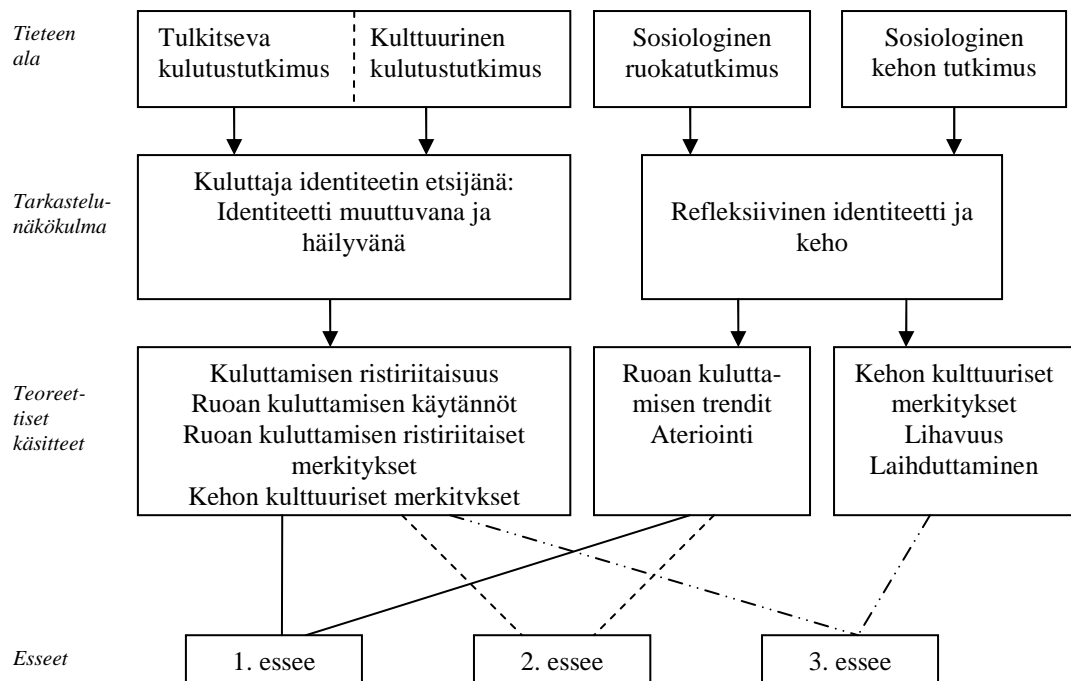 Tieteen
ala
Tulkitseva
kulutustutkimus
Kulttuurinen
kulutustutkimus
Sosiologinen
ruokatutkimus
Sosiologinen
kehon tutkimus
Tarkastelu-
näkökulma
Kuluttaja identiteetin etsijänä:
Identiteetti muuttuvana ja
häilyvänä
Refleksiivinen identiteetti ja
keho
Teoreet-
tiset
käsitteet
Kuluttamisen ristiriitaisuus
Ruoan kuluttamisen käytännöt
Ruoan kuluttamisen ristiriitaiset
merkitykset
Kehon kulttuuriset merkitykset
Ruoan kulutta-
misen trendit
Ateriointi
Kehon kulttuuriset
merkitykset
Lihavuus
Laihduttaminen
Esseet
1. essee
2. essee
3. essee